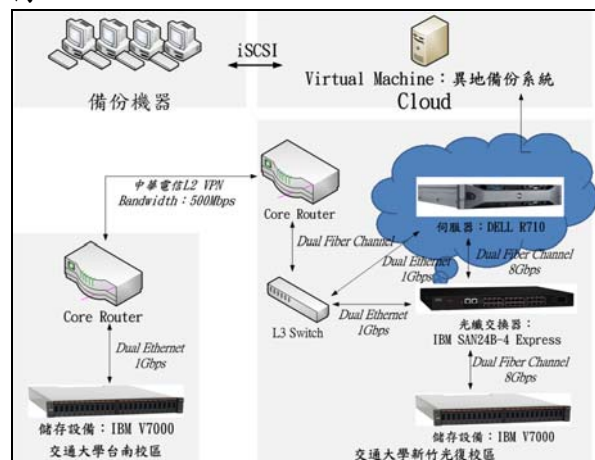 iSCSI
備份機器
Virtual Machine：異地備份系統
Cloud
中華電信L2 VPN
Bandwidth：500Mbps
Core Router
伺服器：DELL R710
Dual Fiber Channel
Dual Ethernet
1Gbps
Dual Fiber Channel
8Gbps
Core Router
L3 Switch
Dual Ethernet
1Gbps
光纖交換器：
IBM SAN24B-4 Express
Dual Ethernet
1Gbps
Dual Fiber Channel
8Gbps
儲存設備：IBM V7000
交通大學台南校區
儲存設備：IBM V7000
交通大學新竹光復校區